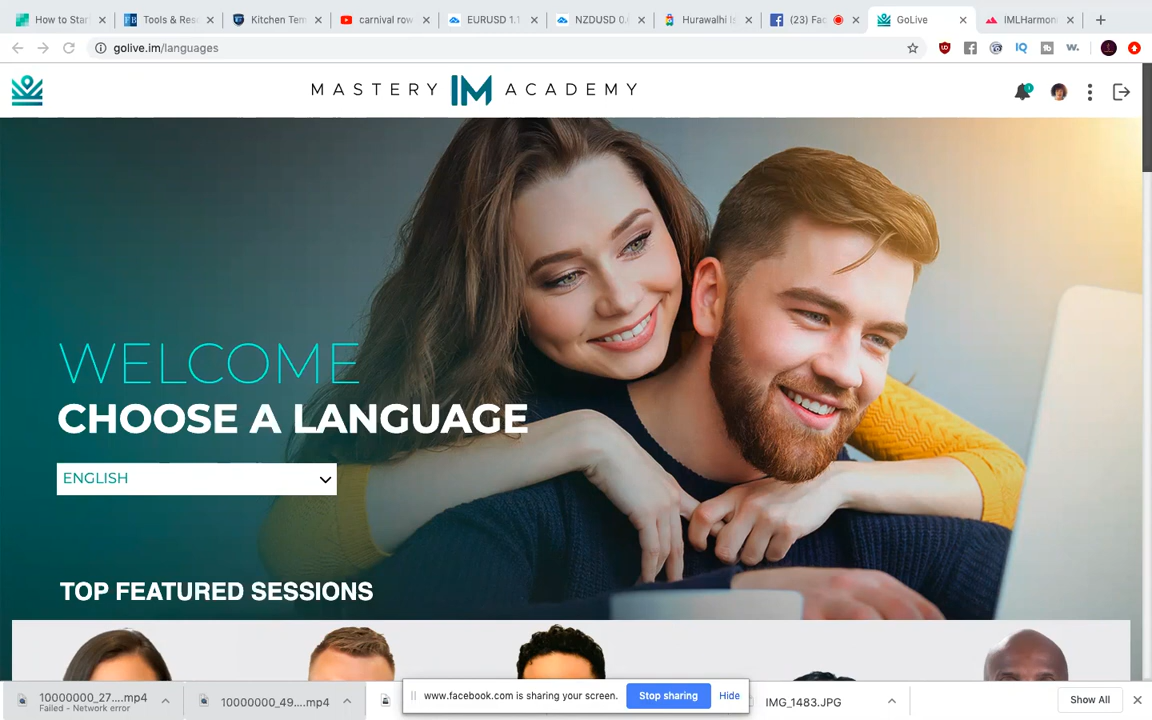 How to Star
Tools & Res
Kitchen Tem
carnival row
EURUSD 1.1
NZDUSD 0.
Hurawalhi Is
(23) Fac
GoLive
IMLHarmon
golive.im/languages
MASTERY IM ACADEMY
WELCOME
CHOOSE A LANGUAGE
ENGLISH
TOP FEATURED SESSIONS
10000000_27....mp4
Failed - Network error
10000000_49....mp4
www.facebook.com is sharing your screen.
Stop sharing
Hide
IMG_1483.JPG
Show All